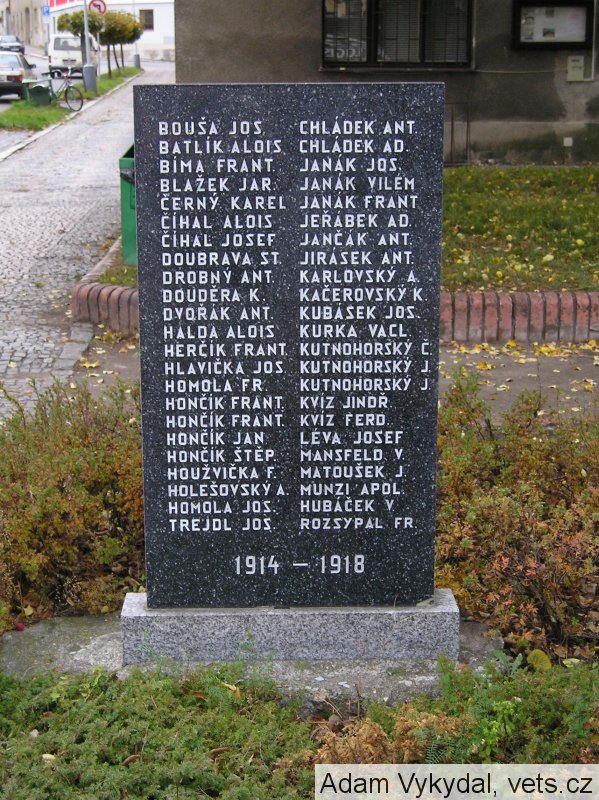 BOUŠA JOS. CHLÁDEK ANT.
BATLÍK ALOIS CHLÁDEK AD.
BÍMA FRANT. JANÁK JOS.
BLAŽEK JAR. JANÁK VILÉM
ČERNÝ KAREL JANÁK FRANT.
ČÍHAL ALOIS JEŘÁBEK AD.
ČÍHAL JOSEF JANČÁK ANT.
DOUBRAVA ST. JIRÁSEK ANT.
DROBNÝ ANT. KARLOVSKÝ A.
DOUDĚRA K. KAČEROVSKÝ K.
DVOŘÁK ANT. KUBÁSEK JOS.
HALDA ALOIS KURKA VACL.
HERČÍK FRANT. KUTNOHORSKÝ Č.
HLAVIČKA JOS. KUTNOHORSKÝ J.
HOMOLA FR. KUTNOHORSKÝ J.
HONČÍK FRANT. KVÍZ JINDŘ.
HONČÍK FRANT. KVÍZ FERD.
HONČÍK JAN LÉVA JOSEF
HONČÍK ŠTĚP. MANSFELD V.
HOUŽVIČKA F. MATOUŠEK J.
HOLEŠOVSKÝ A. MUNZI APOL.
HOMOLA JOS. HUBÁČEK V.
TREJDL JOS. ROZSYPAL FR.
1914 – 1918
Adam Vykydal, vets.cz